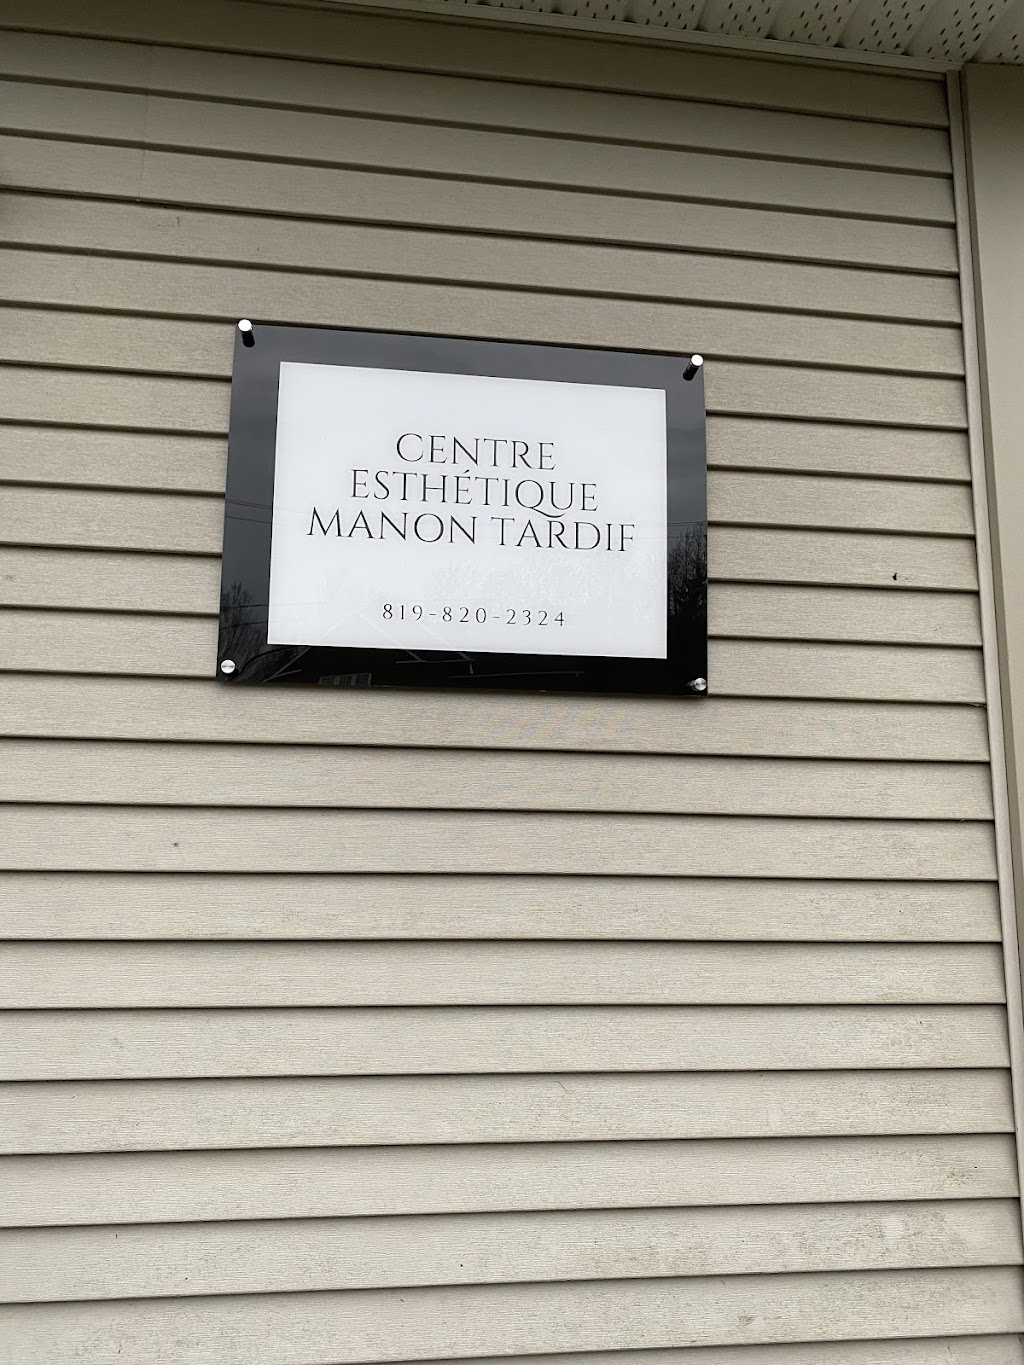 CENTRE
ESTHÉTIQUE
MANON TARDIF
819-820-2324